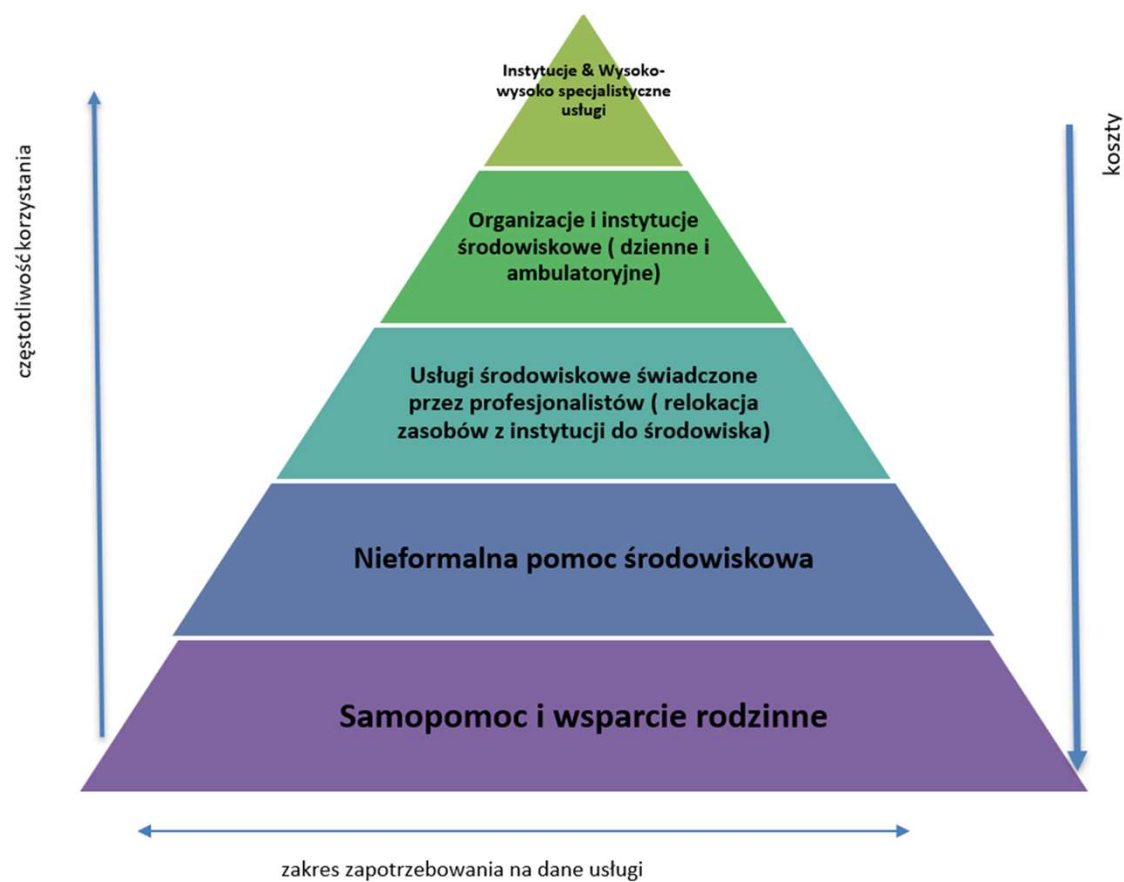 Instytucje & Wysoko-
wysoko specjalistyczne
usługi
częstotliwość korzystania
koszty
Organizacje i instytucje
środowiskowe ( dzienne i
ambulatoryjne)
Usługi środowiskowe świadczone
przez profesjonalistów ( relokacja
zasobów z instytucji do środowiska)
Nieformalna pomoc środowiskowa
Samopomoc i wsparcie rodzinne
zakres zapotrzebowania na dane usługi